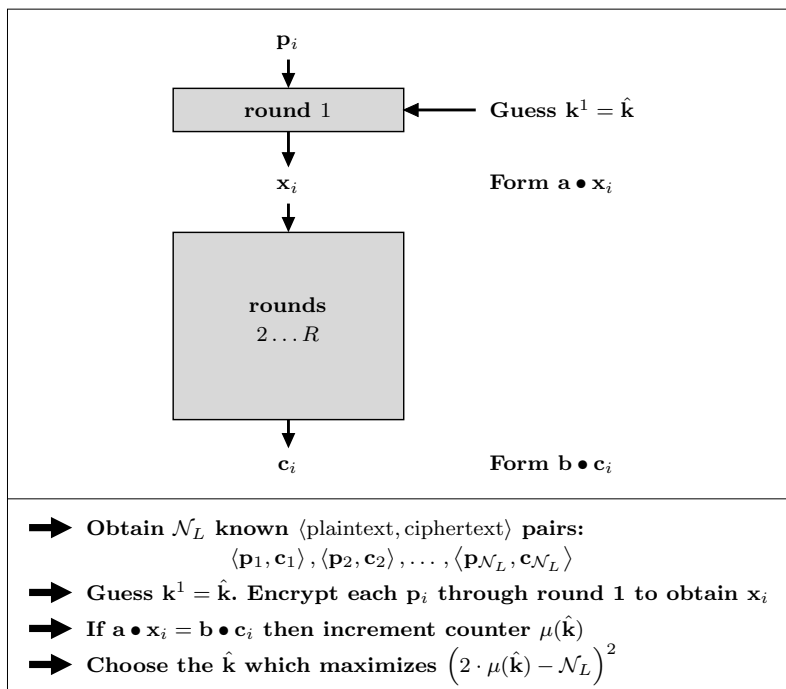 p_i
round 1
Guess k^1 = k̂
x_i
Form a • x_i
rounds
2 . . . R
c_i
Form b • c_i
Obtain 𝒩_L known ⟨plaintext, ciphertext⟩ pairs:
⟨p_1, c_1⟩ , ⟨p_2, c_2⟩ , . . . , ⟨p_{𝒩_L}, c_{𝒩_L}⟩
Guess k^1 = k̂. Encrypt each p_i through round 1 to obtain x_i
If a • x_i = b • c_i then increment counter μ(k̂)
Choose the k̂ which maximizes (2 · μ(k̂) − 𝒩_L)^2